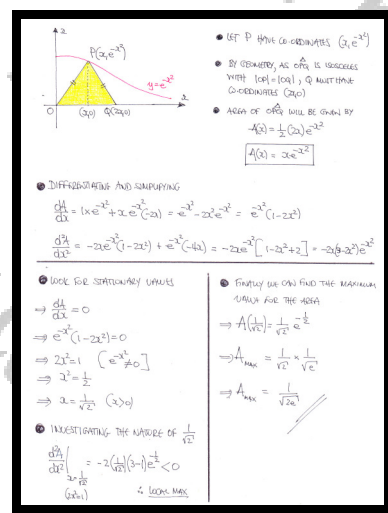 P(x, e^{-x²})
y = e^{-x²}
O (x,0) Q(2x,0) x
LET P HAVE CO-ORDINATES (x, e^{-x²})
BY GEOMETRY, AS OPQ IS ISOSCELES
WITH |OP| = |PQ|, Q MUST HAVE
CO-ORDINATES (2x,0)
AREA OF OPQ WILL BE GIVEN BY
A(x) = 1/2 (2x) e^{-x²}
A(x) = x e^{-x²}
DIFFERENTIATING AND SIMPLIFYING
dA/dx = 1×e^{-x²} + x e^{-x²}(-2x) = e^{-x²} - 2x²e^{-x²} = e^{-x²}(1-2x²)
d²A/dx² = -2xe^{-x²}(1-2x²) + e^{-x²}(-4x) = -2xe^{-x²}[1-2x²+2] = -2x(3-2x²)e^{-x²}
LOOK FOR STATIONARY VALUES
⇒ dA/dx = 0
⇒ e^{-x²}(1-2x²) = 0
⇒ 2x² = 1 [e^{-x²} ≠ 0]
⇒ x² = 1/2
⇒ x = 1/√2 (x>0)
INVESTIGATING THE NATURE OF 1/√2
d²A/dx² | = -2(1/√2)(3-1)e^{-1/2} < 0
x = 1/√2
(2x²=1) ∴ LOCAL MAX
FINALLY WE CAN FIND THE MAXIMUM
VALUE FOR THE AREA
⇒ A(1/√2) = 1/√2 e^{-1/2}
⇒ A_MAX = 1/√2 × 1/√e
⇒ A_MAX = 1/√2e